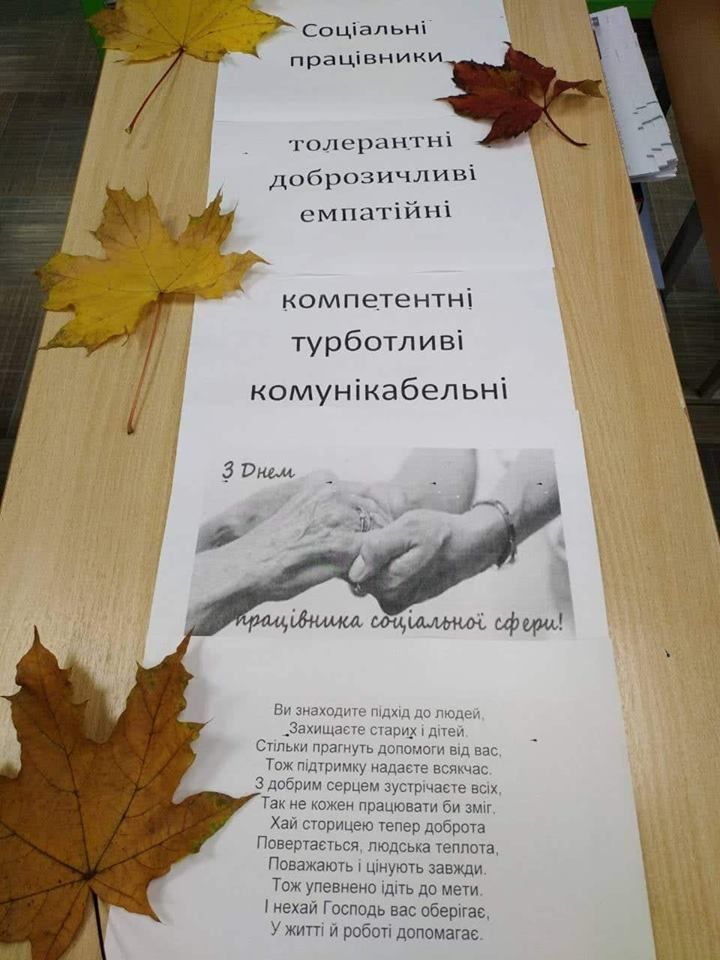 Соціальні
працівники
толерантні
доброзичливі
емпатійні
компетентні
турботливі
комунікабельні
З Днем
працівника соціальної сфери!
Ви знаходите підхід до людей,
Захищаєте старих і дітей.
Стільки прагнуть допомоги від вас,
Тож підтримку надаєте всякчас.
З добрим серцем зустрічаєте всіх,
Так не кожен працювати би зміг.
Хай сторицею тепер доброта
Повертається, людська теплота,
Поважають і цінують завжди.
Тож упевнено ідіть до мети.
І нехай Господь вас оберігає,
У житті й роботі допомагає.